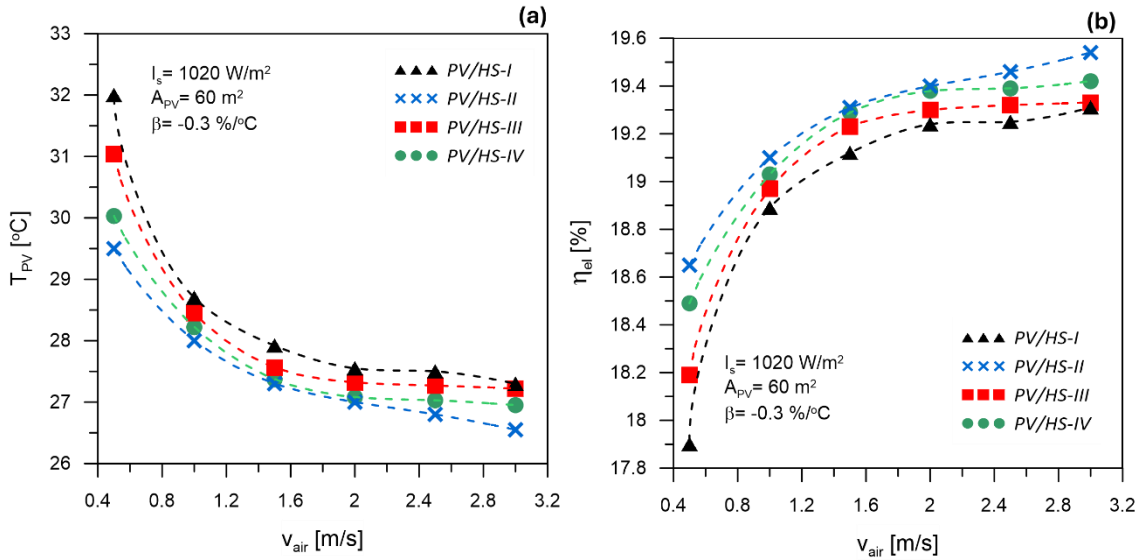 (a)
33
32
31
30
29
28
27
26
T_PV [°C]
I_s= 1020 W/m²
A_PV= 60 m²
β= -0.3 %/°C
PV/HS-I
PV/HS-II
PV/HS-III
PV/HS-IV
0.4 0.8 1.2 1.6 2 2.4 2.8 3.2
v_air [m/s]
(b)
19.6
19.4
19.2
19
18.8
18.6
18.4
18.2
18
17.8
η_el [%]
I_s= 1020 W/m²
A_PV= 60 m²
β= -0.3 %/°C
PV/HS-I
PV/HS-II
PV/HS-III
PV/HS-IV
0.4 0.8 1.2 1.6 2 2.4 2.8 3.2
v_air [m/s]